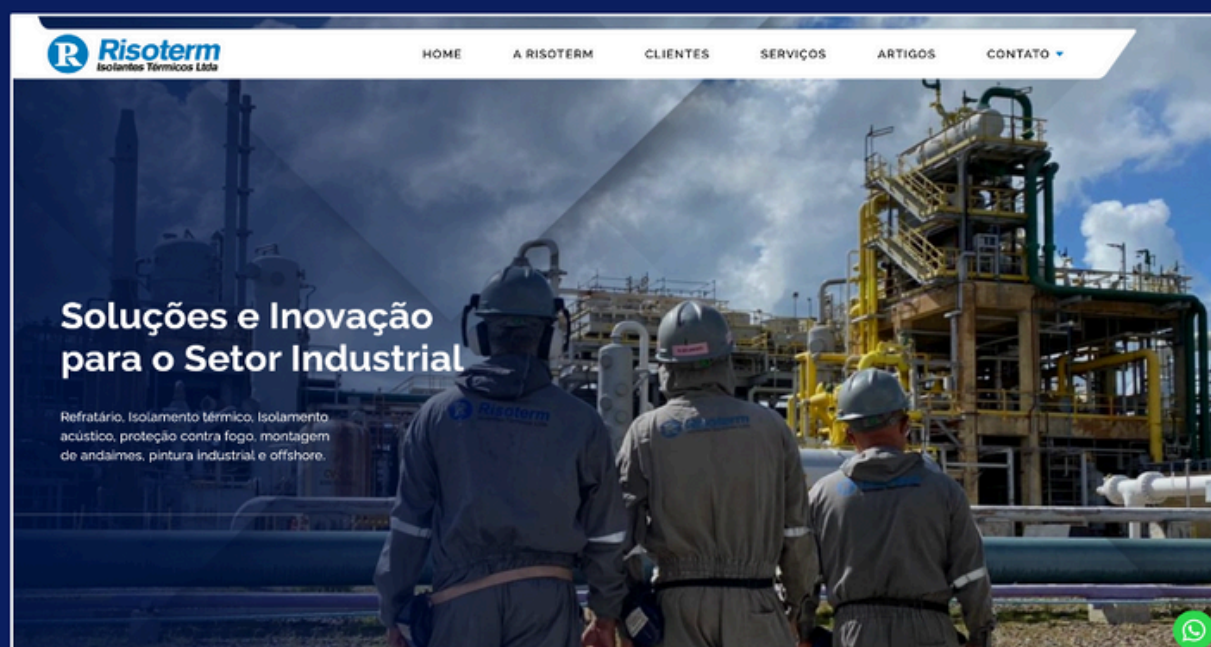 R Risoterm
Isolantes Térmicos Ltda
HOME A RISOTERM CLIENTES SERVIÇOS ARTIGOS CONTATO
Soluções e Inovação
para o Setor Industrial
Refratário, Isolamento térmico, Isolamento
acústico, proteção contra fogo, montagem
de andaimes, pintura industrial e offshore.
R Risoterm
Risoterm